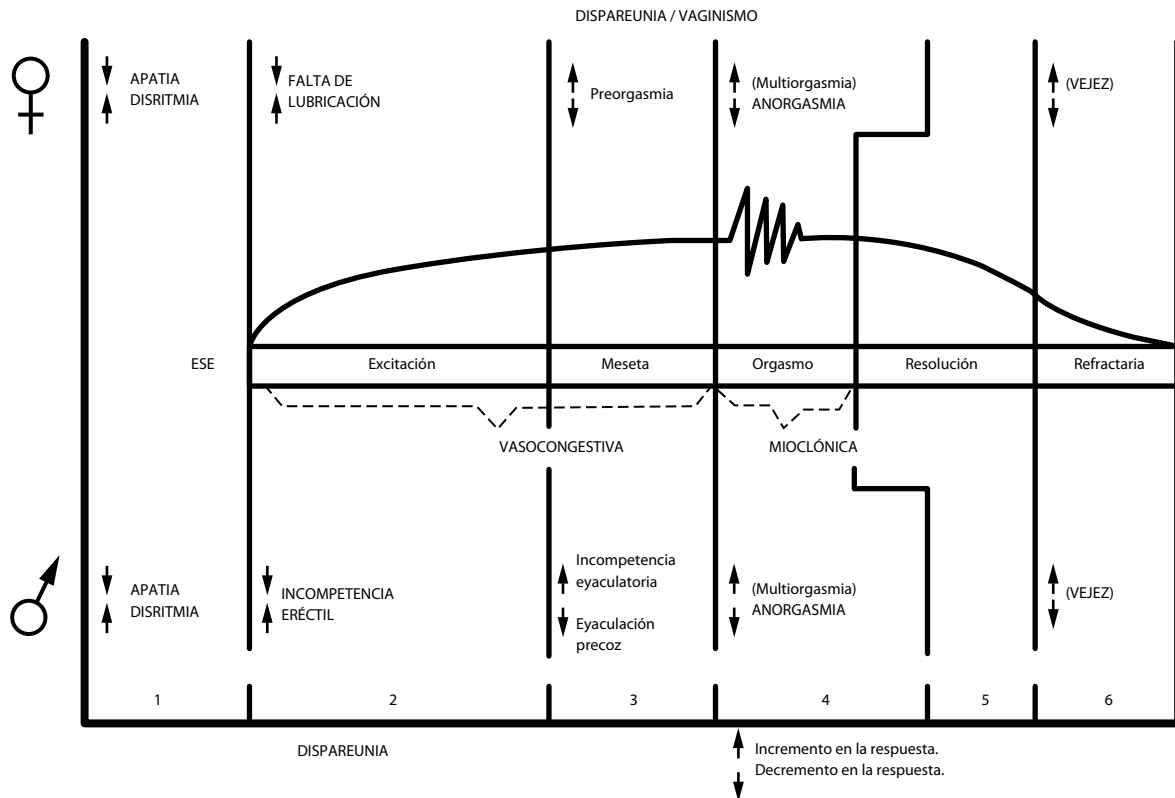 DISPAREUNIA / VAGINISMO
APATIA
DISRITMIA
FALTA DE
LUBRICACIÓN
Preorgasmia
(Multiorgasmia)
ANORGASMIA
(VEJEZ)
ESE
Excitación
Meseta
Orgasmo
Resolución
Refractaria
VASOCONGESTIVA
MIOCLÓNICA
APATIA
DISRITMIA
INCOMPETENCIA
ERÉCTIL
Incompetencia
eyaculatoria
Eyaculación
precoz
(Multiorgasmia)
ANORGASMIA
(VEJEZ)
1
2
3
4
5
6
DISPAREUNIA
Incremento en la respuesta.
Decremento en la respuesta.